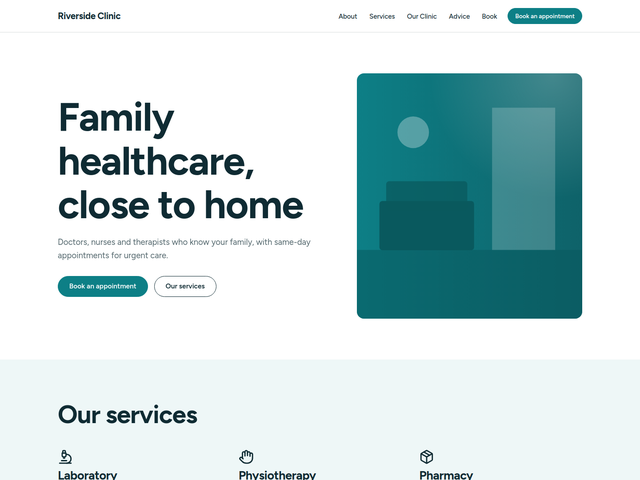 Riverside Clinic
About Services Our Clinic Advice Book Book an appointment
Family
healthcare,
close to home
Doctors, nurses and therapists who know your family, with same-day
appointments for urgent care.
Book an appointment Our services
Our services
Laboratory Physiotherapy Pharmacy